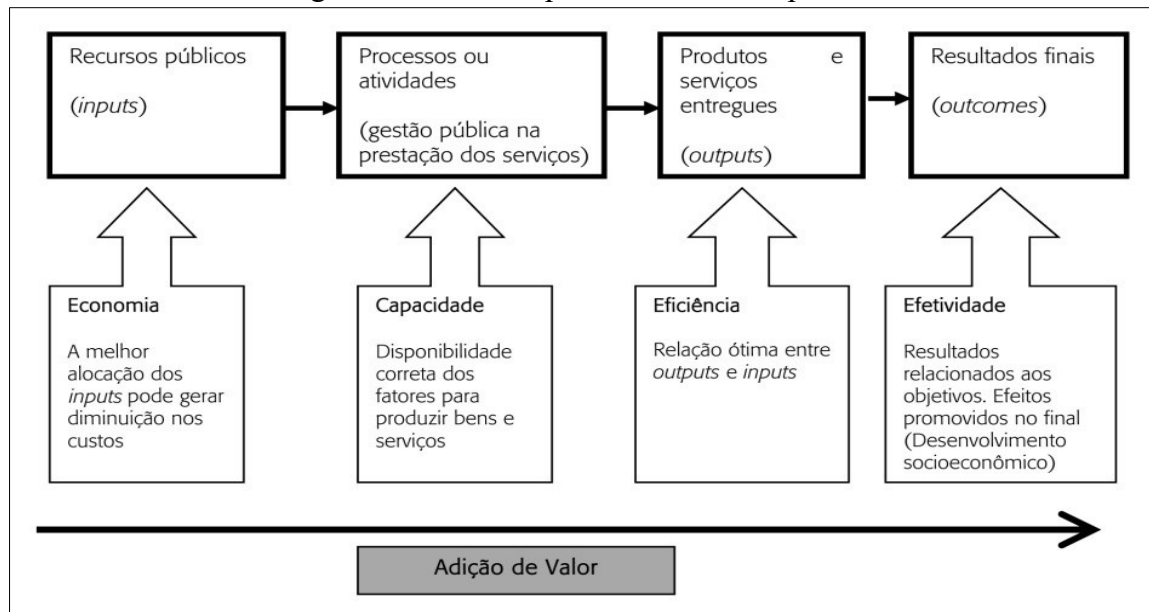 Recursos públicos
(inputs)
Processos ou
atividades
(gestão pública na
prestação dos serviços)
Produtos e
serviços
entregues
(outputs)
Resultados finais
(outcomes)
Economia
A melhor
alocação dos
inputs pode gerar
diminuição nos
custos
Capacidade
Disponibilidade
correta dos
fatores para
produzir bens e
serviços
Eficiência
Relação ótima entre
outputs e inputs
Efetividade
Resultados
relacionados aos
objetivos. Efeitos
promovidos no final
(Desenvolvimento
socioeconômico)
Adição de Valor